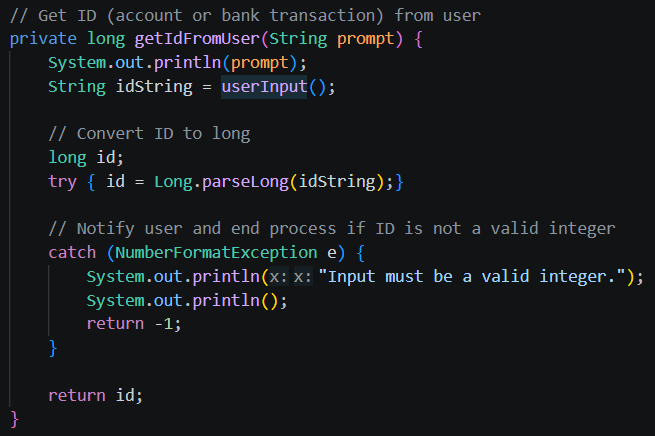 // Get ID (account or bank transaction) from user
private long getIdFromUser(String prompt) {
    System.out.println(prompt);
    String idString = userInput();

    // Convert ID to long
    long id;
    try { id = Long.parseLong(idString);}

    // Notify user and end process if ID is not a valid integer
    catch (NumberFormatException e) {
        System.out.println(x: x: "Input must be a valid integer.");
        System.out.println();
        return -1;
    }

    return id;
}